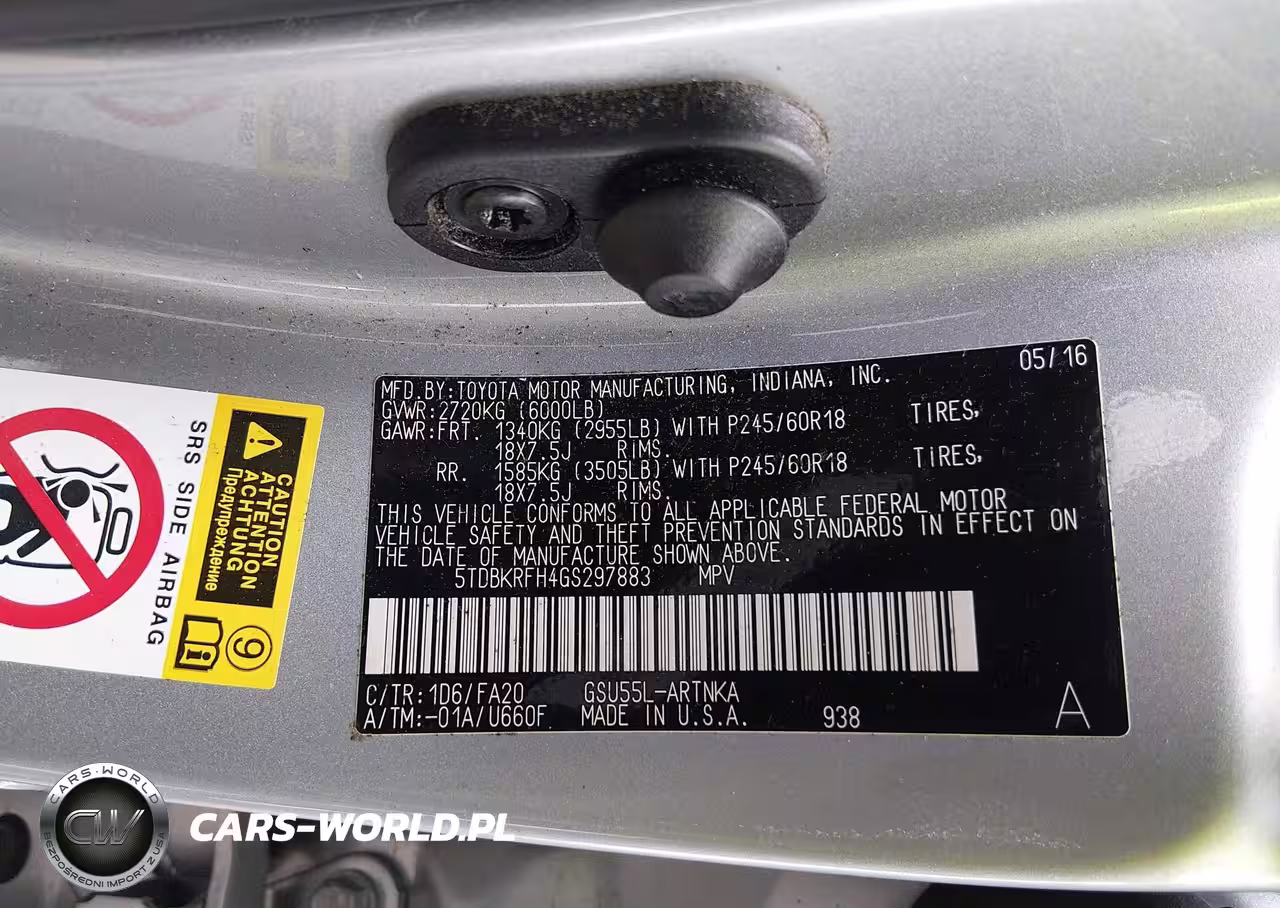 05/16
MFD.BY:TOYOTA MOTOR MANUFACTURING, INDIANA, INC.
GVWR:2720KG (6000LB)
GAWR:FRT. 1340KG (2955LB) WITH P245/60R18 TIRES,
18X7.5J RIMS.
RR. 1585KG (3505LB) WITH P245/60R18 TIRES,
18X7.5J RIMS.
THIS VEHICLE CONFORMS TO ALL APPLICABLE FEDERAL MOTOR
VEHICLE SAFETY AND THEFT PREVENTION STANDARDS IN EFFECT ON
THE DATE OF MANUFACTURE SHOWN ABOVE.
5TDBKRFH4GS297883 MPV
C/TR:1D6/FA20 GSU55L-ARTNKA
A/TM:-01A/U660F MADE IN U.S.A. 938
A
CAUTION
ATTENTION
ACHTUNG
Предупреждение
9
i
SRS SIDE AIRBAG
CARS-WORLD
CW
BEZPOŚREDNI IMPORT Z USA
CARS-WORLD.PL